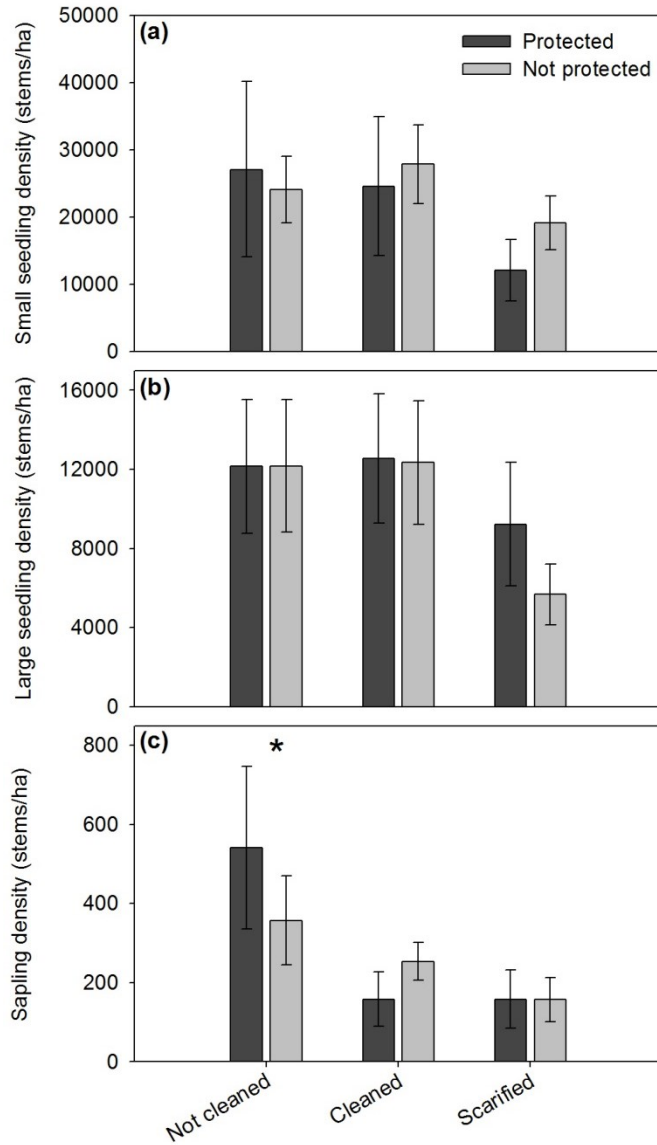 (a)
Protected
Not protected
Small seedling density (stems/ha)
50000
40000
30000
20000
10000
0
(b)
Large seedling density (stems/ha)
16000
12000
8000
4000
0
(c)
*
Sapling density (stems/ha)
800
600
400
200
0
Not cleaned
Cleaned
Scarified